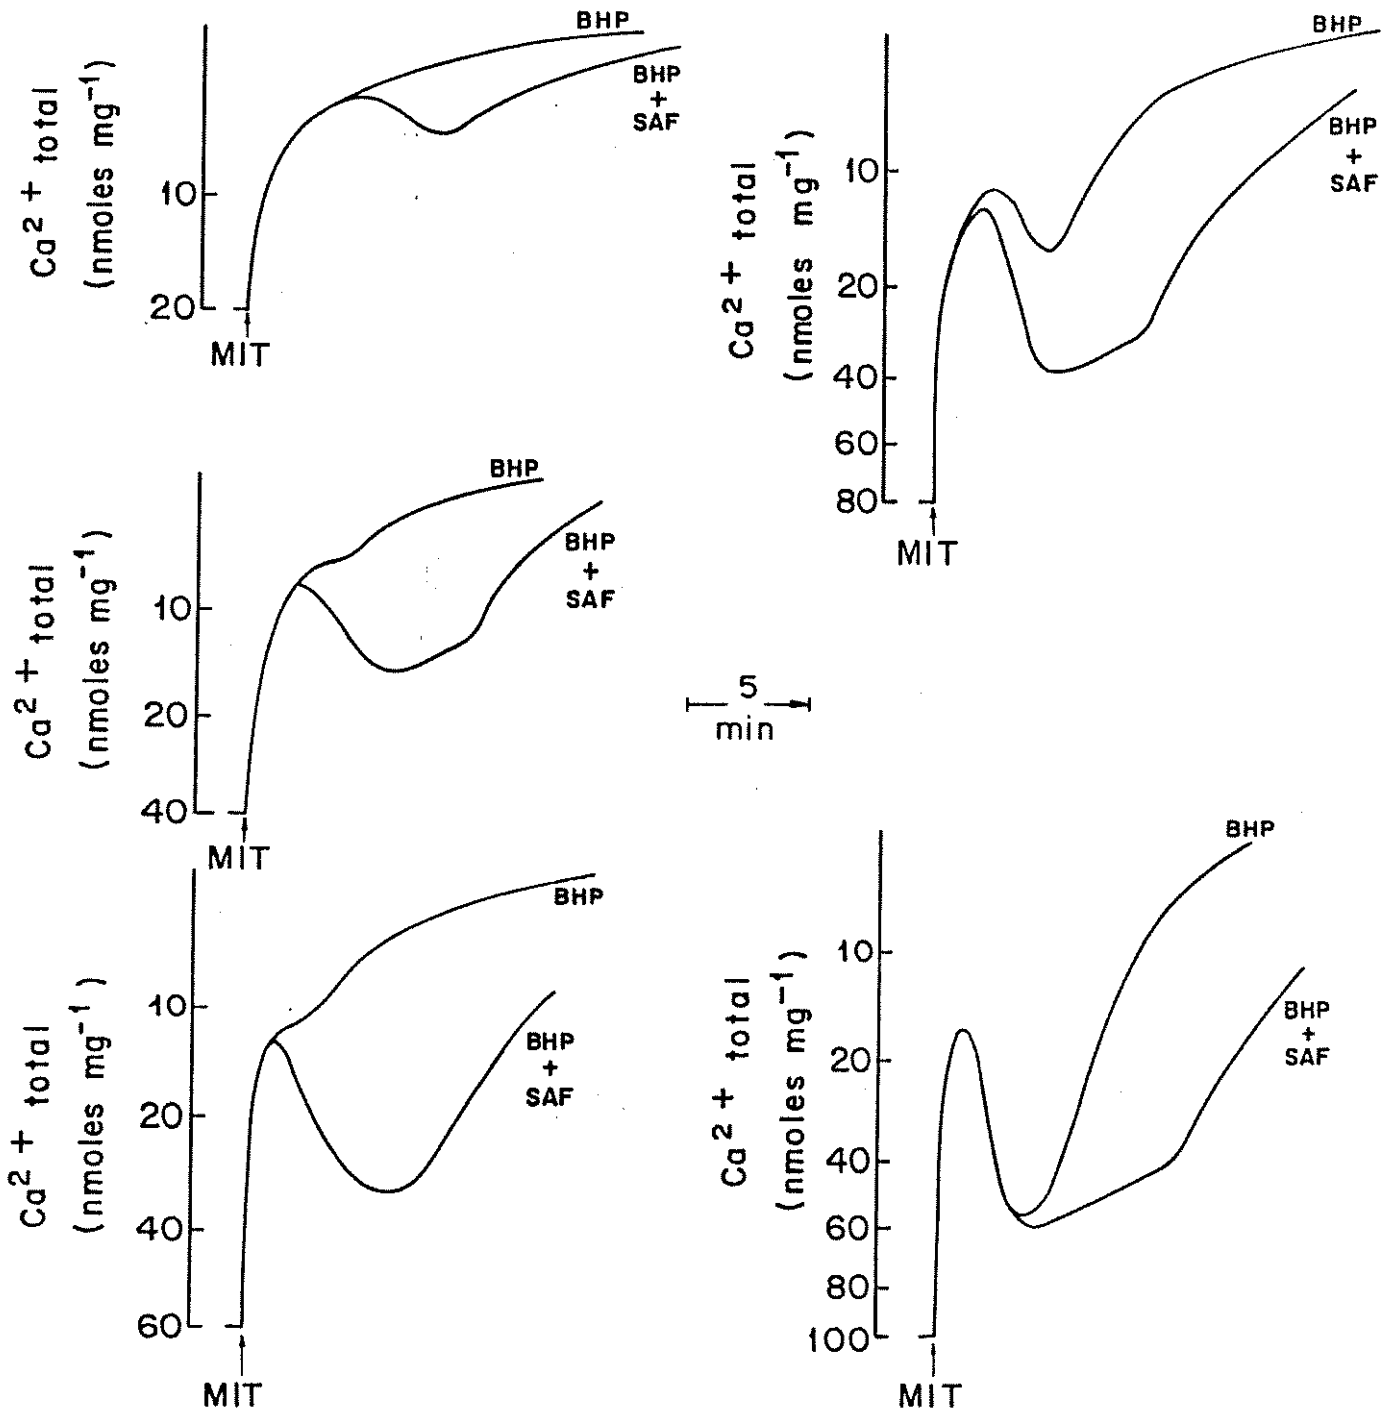 Ca²⁺ total
(nmoles mg⁻¹)
10
20
MIT
BHP
BHP
+
SAF
Ca²⁺ total
(nmoles mg⁻¹)
10
20
40
60
80
MIT
BHP
BHP
+
SAF
Ca²⁺ total
(nmoles mg⁻¹)
10
20
40
MIT
BHP
BHP
+
SAF
5
min
Ca²⁺ total
(nmoles mg⁻¹)
10
20
40
60
MIT
BHP
BHP
+
SAF
Ca²⁺ total
(nmoles mg⁻¹)
10
20
40
60
80
100
MIT
BHP
BHP
+
SAF